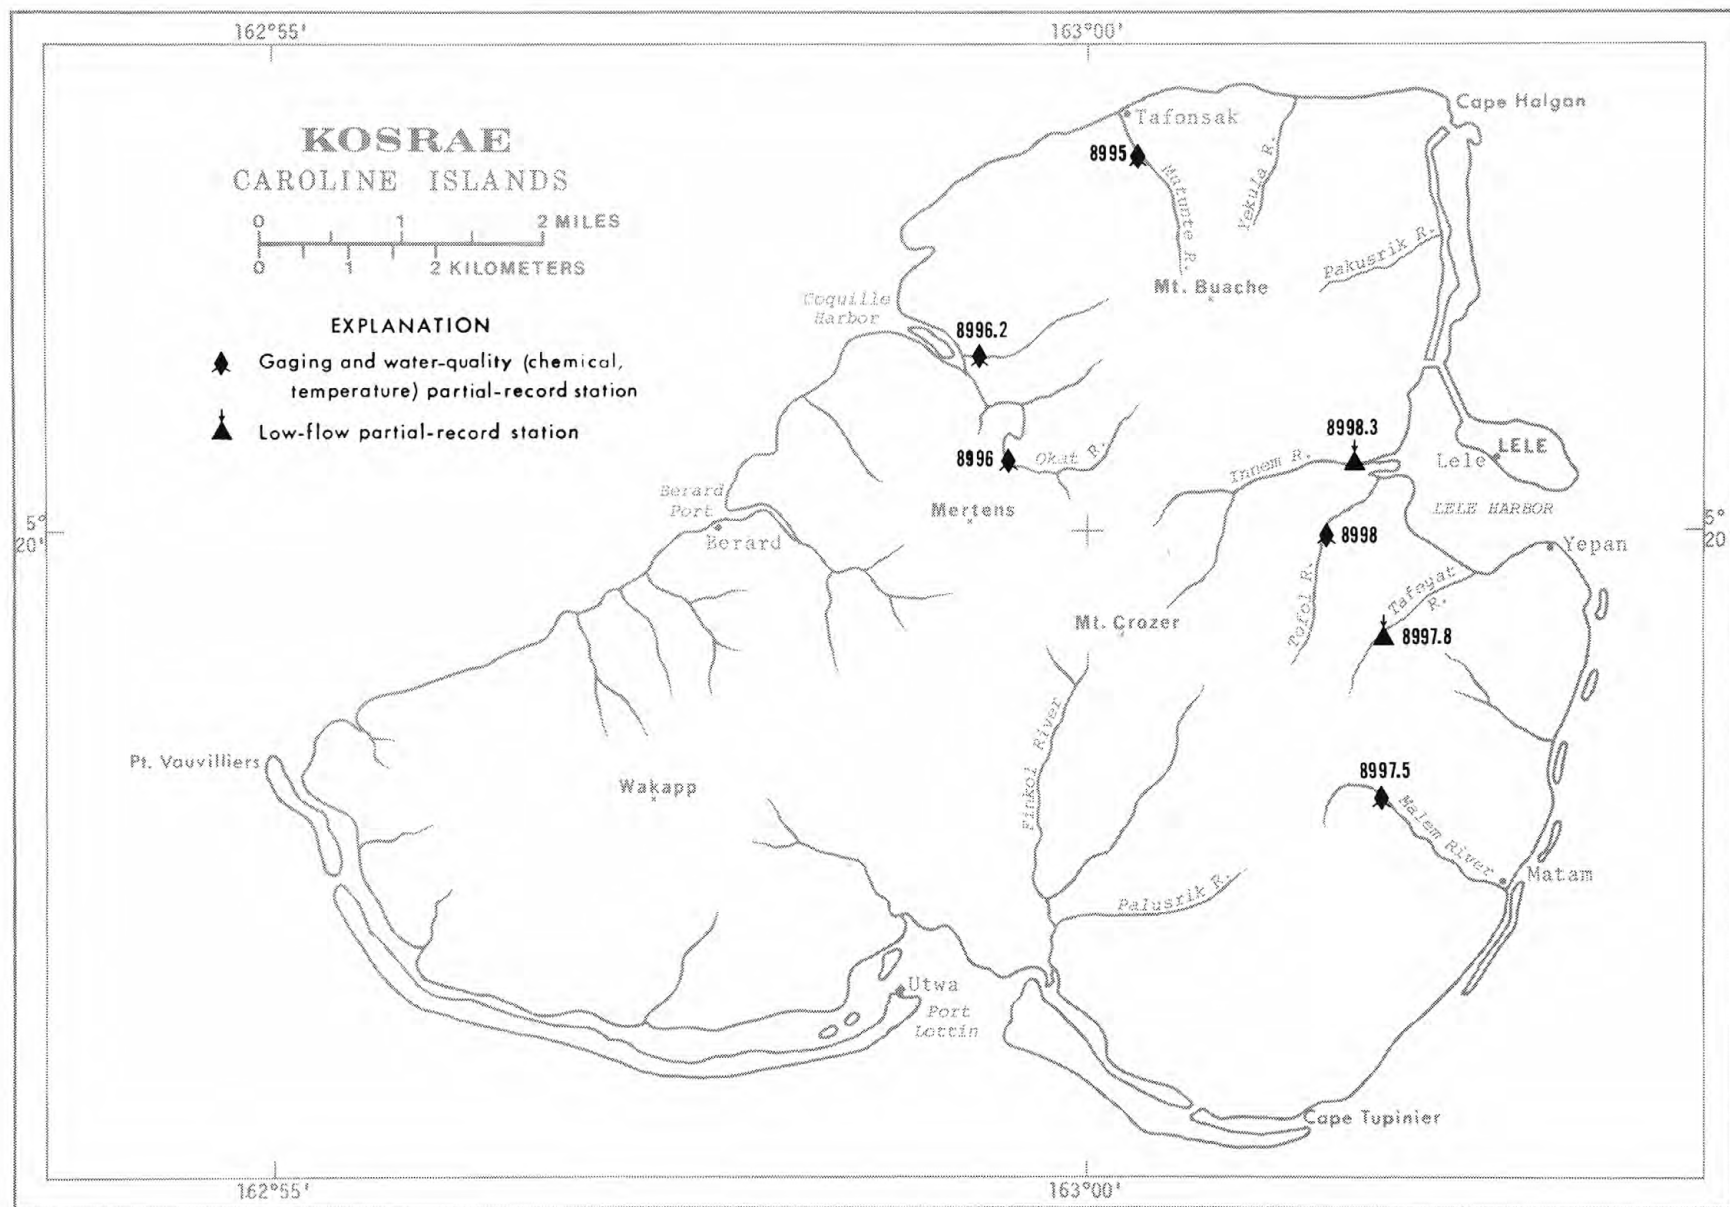 162°55' 163°00'
KOSRAE
CAROLINE ISLANDS
0 1 2 MILES
0 1 2 KILOMETERS
EXPLANATION
Gaging and water-quality (chemical,
temperature) partial-record station
Low-flow partial-record station
Cape Halgan
Tafonsak
8995
Mutunte R.
Yekula R.
Pakusrik R.
Mt. Buache
Coquille
Harbor
8996.2
8998.3
LELE
Lele
8996
Okat R.
Innem R.
Berard
Port
Mertens
LELE HARBOR
5°
20'
5°
20'
Berard
8998
Yepan
Tafeyat
R.
Mt. Crozer
Tofol R.
8997.8
Finkol River
Pt. Vauvilliers
Wakapp
8997.5
Malem River
Matam
Palusrik R.
Utwa
Port
Lottin
Cape Tupinier
162°55' 163°00'